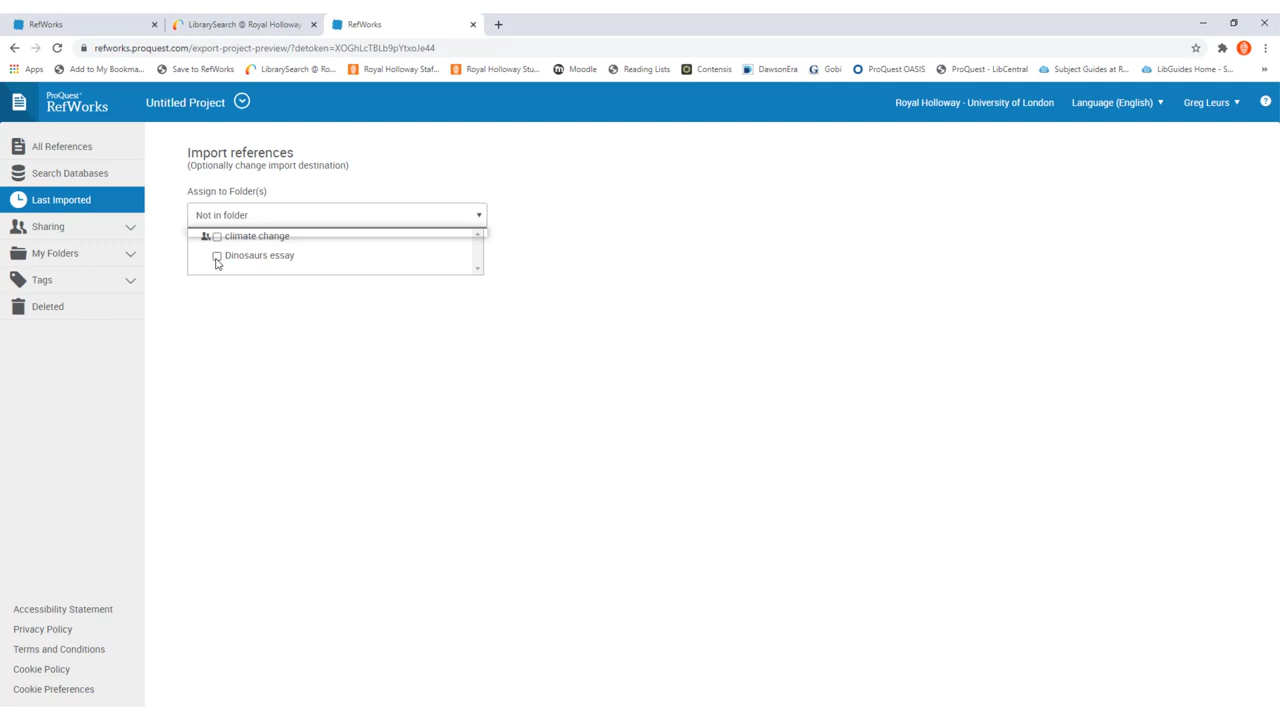 RefWorks
LibrarySearch @ Royal Holloway
RefWorks
refworks.proquest.com/export-project-preview/?detoken=XOGhLcTBLb9pYtxoJe44
Apps
Add to My Bookma...
Save to RefWorks
LibrarySearch @ Ro...
Royal Holloway Staf...
Royal Holloway Stu...
Moodle
Reading Lists
Contensis
DawsonEra
Gobi
ProQuest OASIS
ProQuest - LibCentral
Subject Guides at R...
LibGuides Home - S...
ProQuest
RefWorks
Untitled Project
Royal Holloway - University of London
Language (English)
Greg Leurs
All References
Search Databases
Last Imported
Sharing
My Folders
Tags
Deleted
Import references
(Optionally change import destination)
Assign to Folder(s)
Not in folder
climate change
Dinosaurs essay
Accessibility Statement
Privacy Policy
Terms and Conditions
Cookie Policy
Cookie Preferences